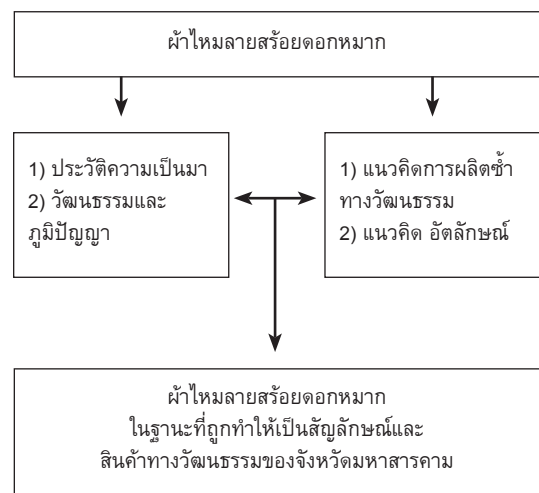 ผ้าไหมลายสร้อยดอกหมาก
1) ประวัติความเป็นมา
2) วัฒนธรรมและ
ภูมิปัญญา
1) แนวคิดการผลิตซ้ำ
ทางวัฒนธรรม
2) แนวคิด อัตลักษณ์
ผ้าไหมลายสร้อยดอกหมาก
ในฐานะที่ถูกทำให้เป็นสัญลักษณ์และ
สินค้าทางวัฒนธรรมของจังหวัดมหาสารคาม